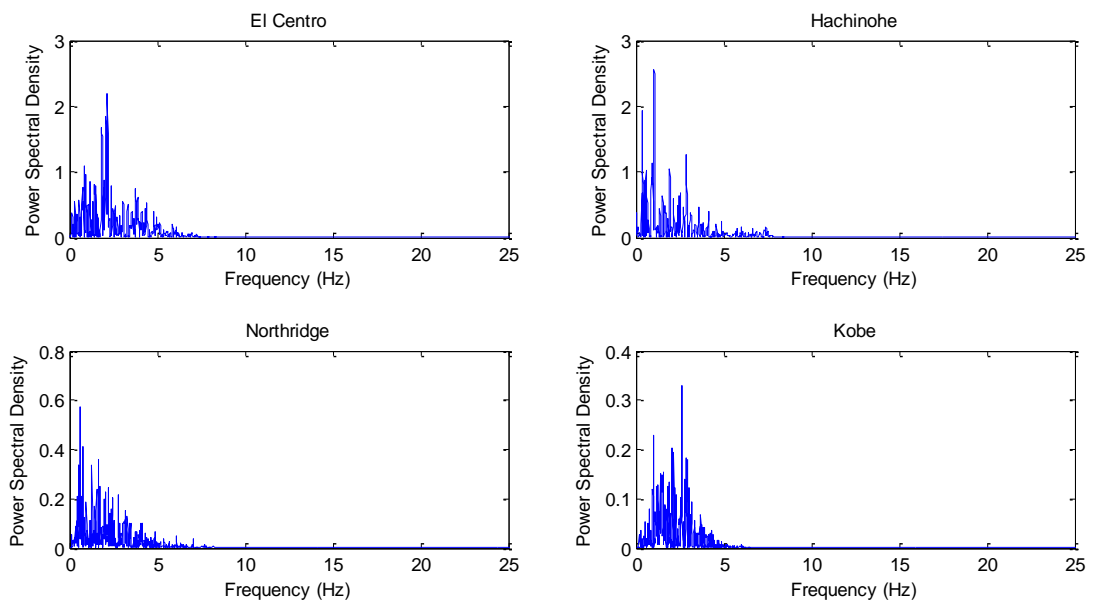 El Centro
Power Spectral Density
3
2
1
0
0 5 10 15 20 25
Frequency (Hz)
Hachinohe
Power Spectral Density
3
2
1
0
0 5 10 15 20 25
Frequency (Hz)
Northridge
Power Spectral Density
0.8
0.6
0.4
0.2
0
0 5 10 15 20 25
Frequency (Hz)
Kobe
Power Spectral Density
0.4
0.3
0.2
0.1
0
0 5 10 15 20 25
Frequency (Hz)